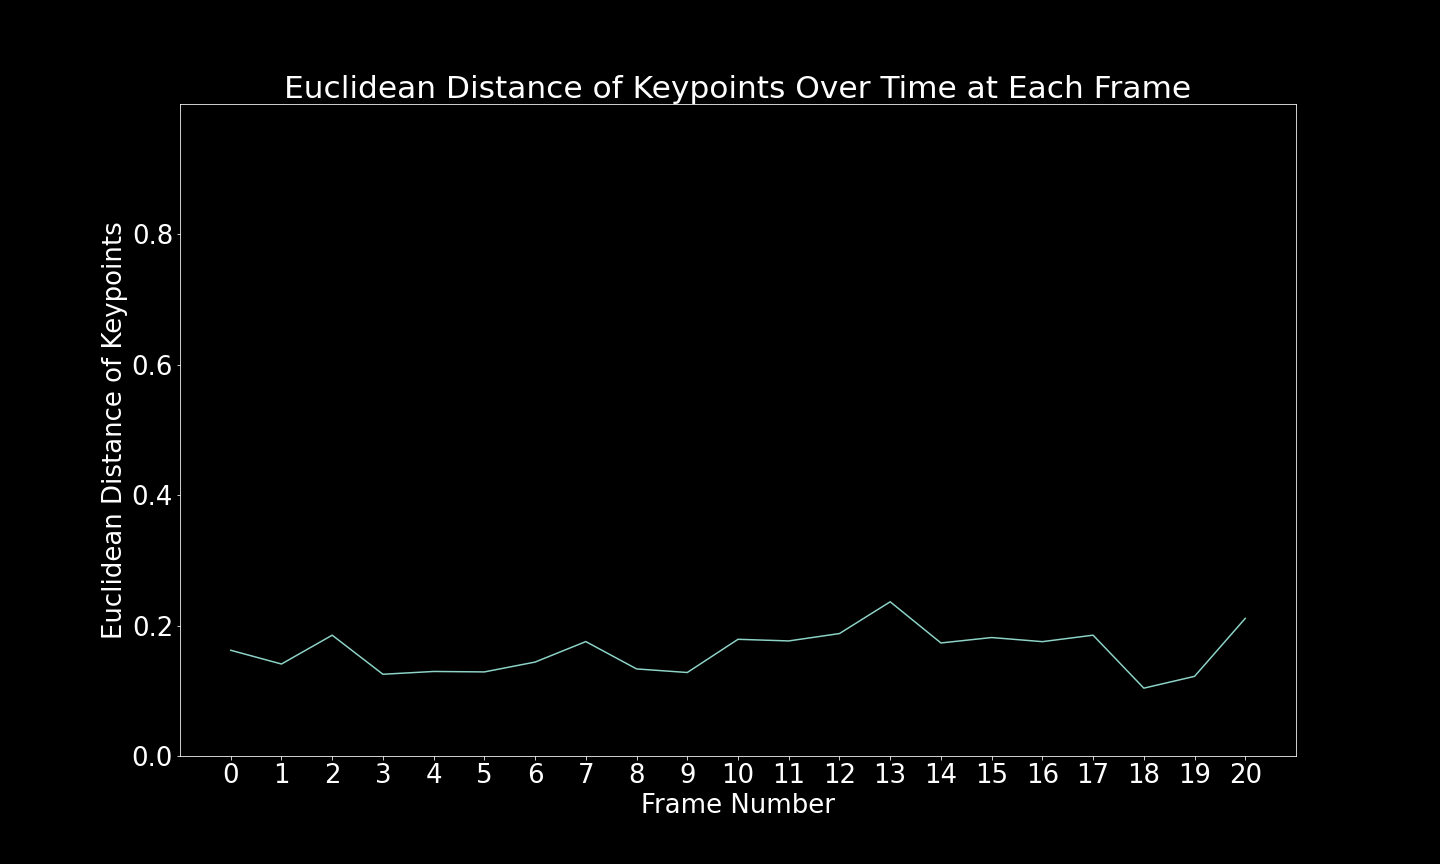 Euclidean Distance of Keypoints Over Time at Each Frame
Euclidean Distance of Keypoints
0.8
0.6
0.4
0.2
0.0
0 1 2 3 4 5 6 7 8 9 10 11 12 13 14 15 16 17 18 19 20
Frame Number